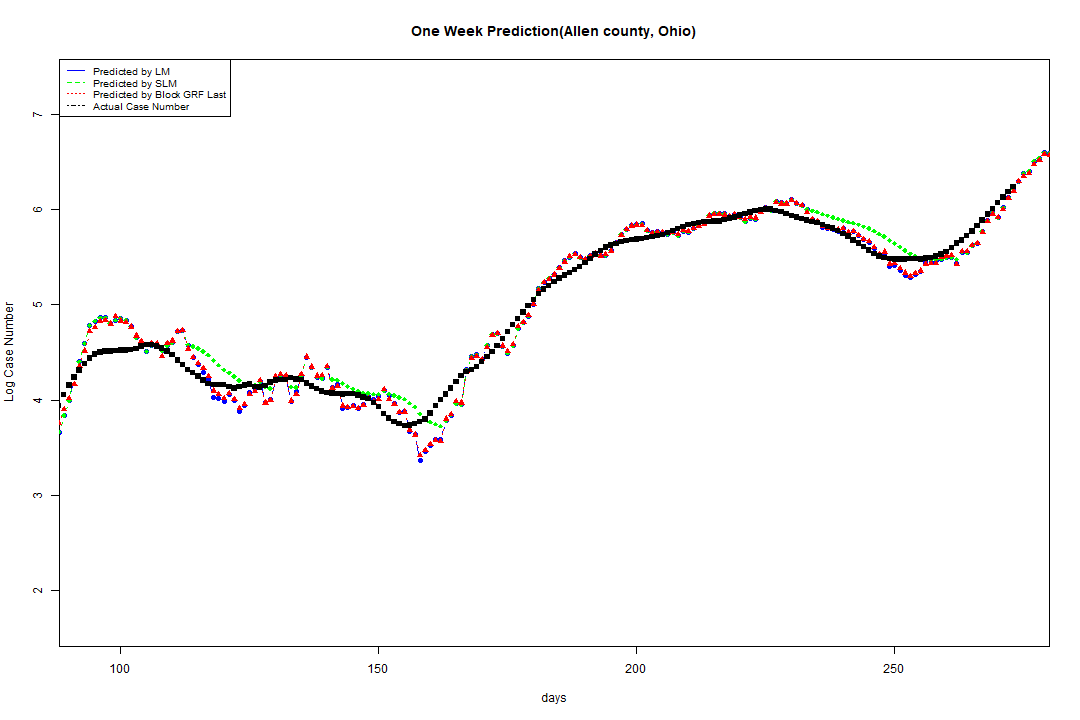 One Week Prediction(Allen county, Ohio)
Predicted by LM
Predicted by SLM
Predicted by Block GRF Last
Actual Case Number
7
6
5
4
3
2
Log Case Number
100 150 200 250
days